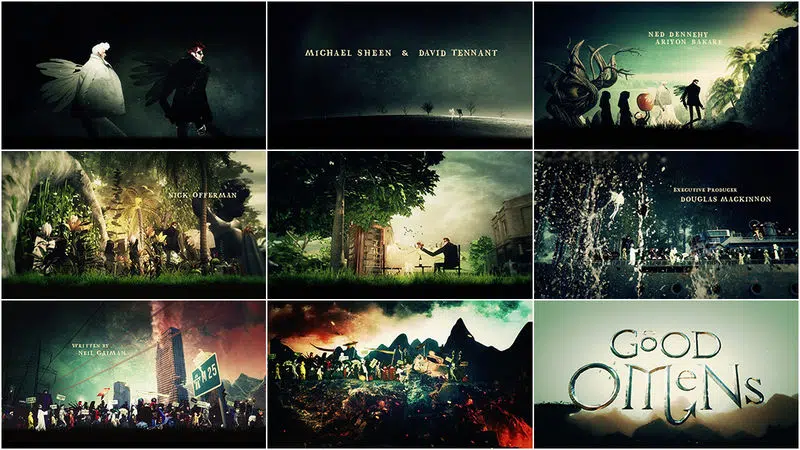 MICHAEL SHEEN & DAVID TENNANT
NED DENNEHY
ARIYON BAKARE
NICK OFFERMAN
EXECUTIVE PRODUCER
DOUGLAS MACKINNON
WRITTEN BY
NEIL GAIMAN
M25
GOOD
OMENS